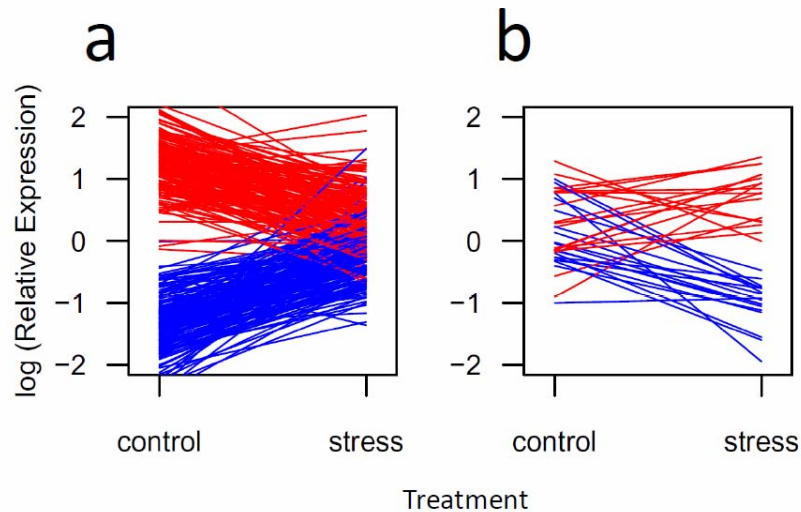 a
b
log (Relative Expression)
2
1
0
−1
−2
2
1
0
−1
−2
control
stress
control
stress
Treatment